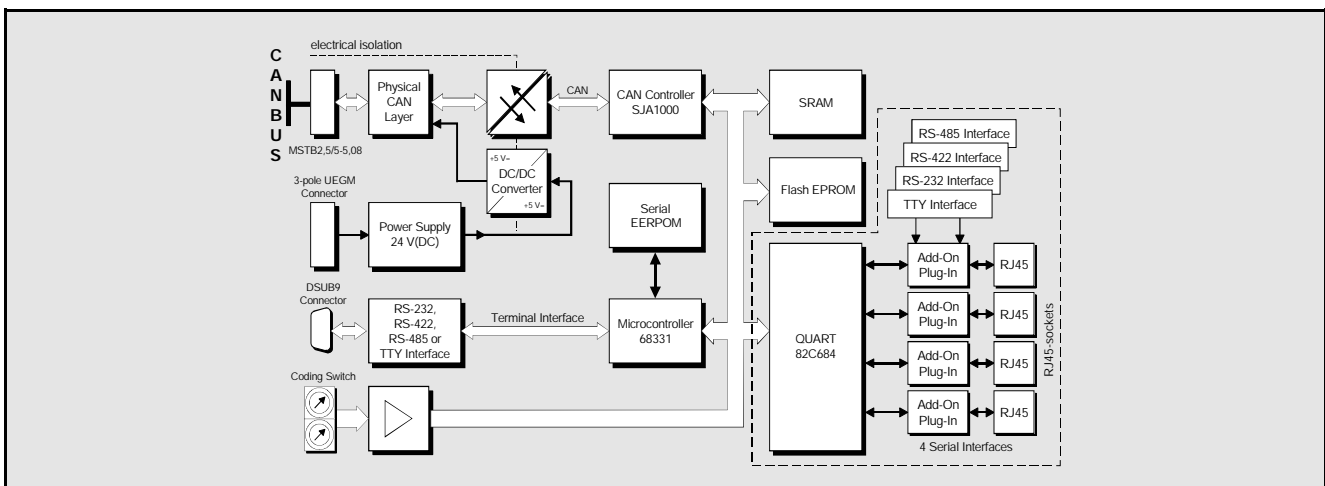 CANBUS
electrical isolation
Physical
CAN
Layer
CAN
CAN Controller
SJA1000
SRAM
MSTB2,5/5-5,08
+5 V=
DC/DC
Converter
+5 V=
3-pole UEGM
Connector
Power Supply
24 V(DC)
Serial
EERPOM
Flash EPROM
RS-485 Interface
RS-422 Interface
RS-232 Interface
TTY Interface
DSUB9
Connector
RS-232,
RS-422,
RS-485 or
TTY Interface
Terminal Interface
Microcontroller
68331
QUART
82C684
Add-On
Plug-In
RJ45
Add-On
Plug-In
RJ45
Add-On
Plug-In
RJ45
Add-On
Plug-In
RJ45
RJ45-sockets
4 Serial Interfaces
Coding Switch